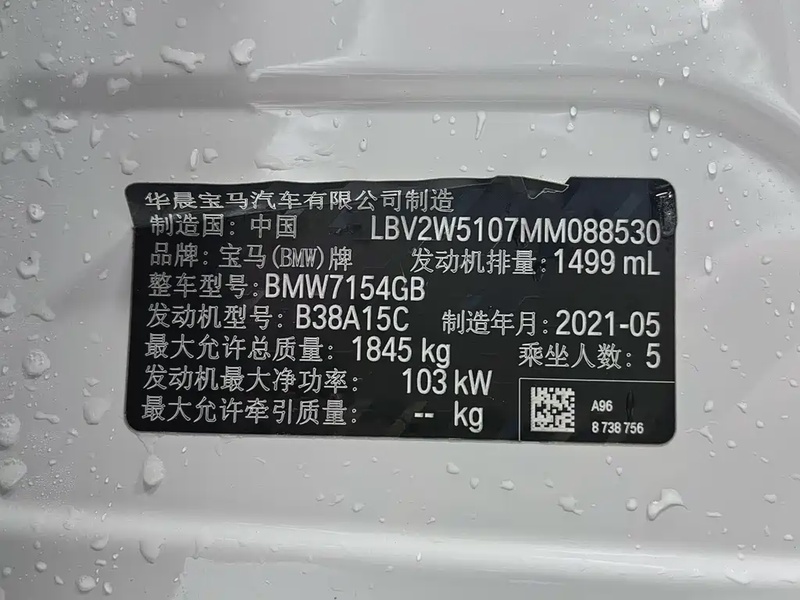 华晨宝马汽车有限公司制造
制造国: 中国 LBV2W5107MM088530
品牌: 宝马(BMW)牌 发动机排量: 1499 mL
整车型号: BMW7154GB
发动机型号: B38A15C 制造年月: 2021-05
最大允许总质量: 1845 kg 乘坐人数: 5
发动机最大净功率: 103 kW
最大允许牵引质量: -- kg
A96
8 738 756